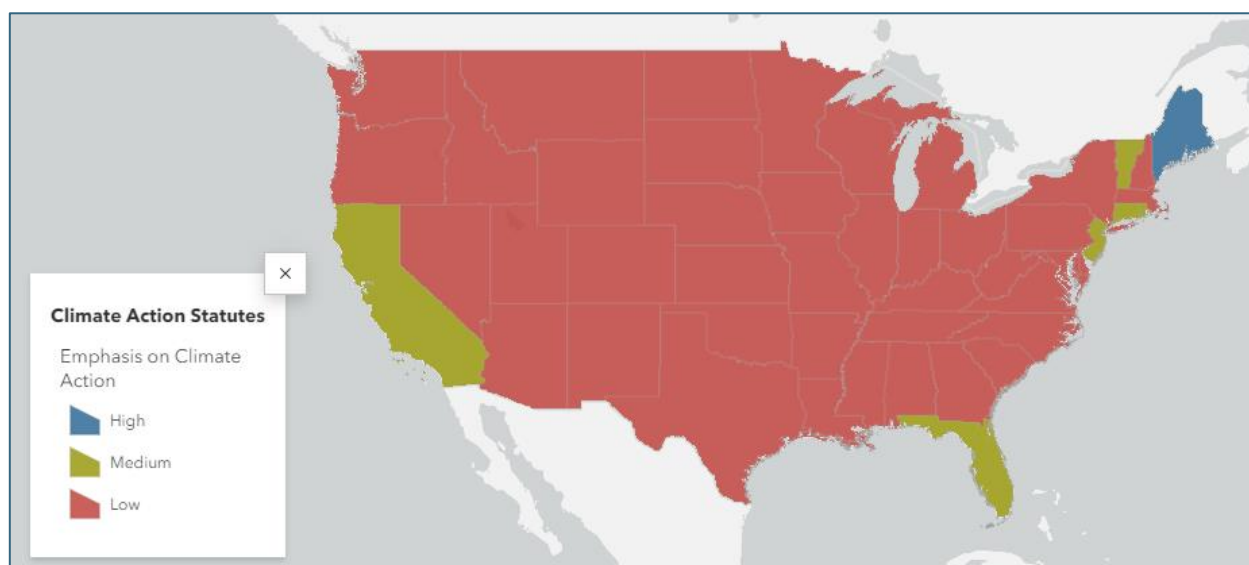 ×
Climate Action Statutes
Emphasis on Climate
Action
High
Medium
Low